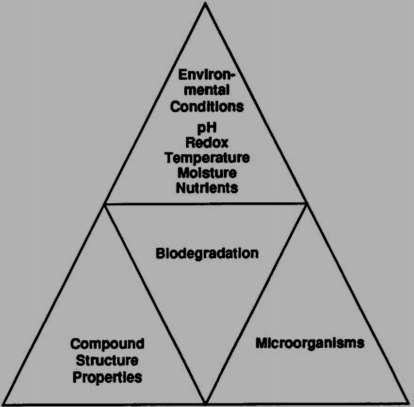 Environ-
mental
Conditions
pH
Redox
Temperature
Moisture
Nutrients
Biodegradation
Compound
Structure
Properties
Microorganisms